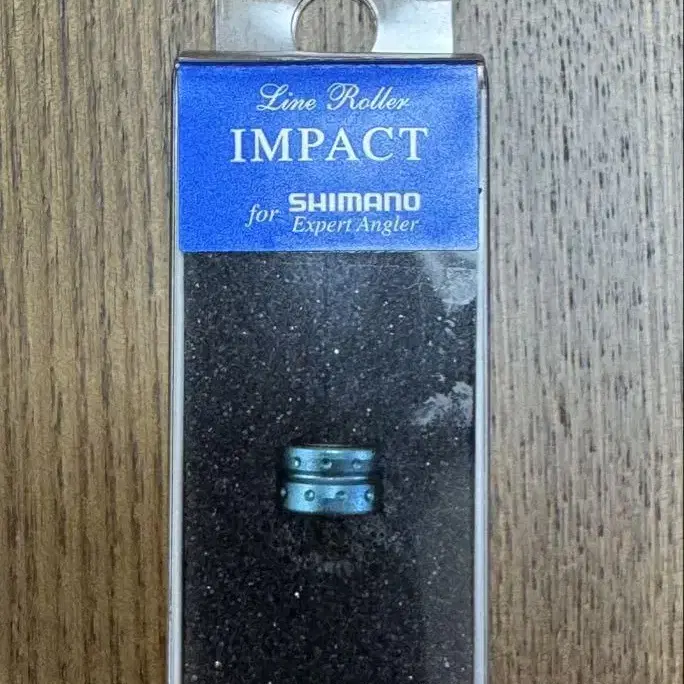 Line Roller
IMPACT
for SHIMANO
Expert Angler